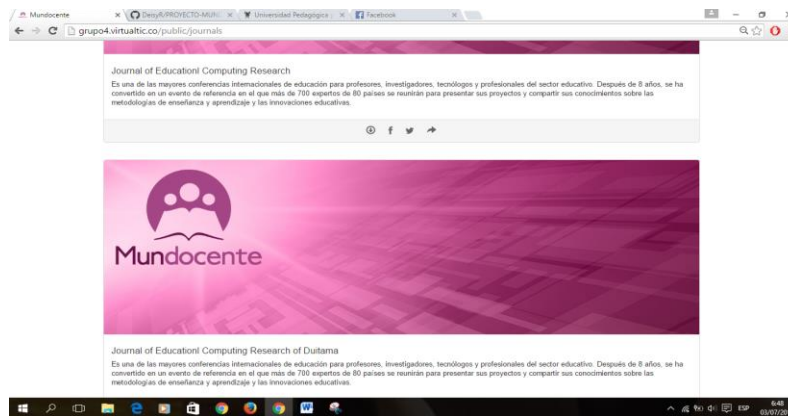 Mundocente
DeisyR/PROYECTO-MUN
Universidad Pedagógica
Facebook
grupo4.virtualtic.co/public/journals
Journal of Educationl Computing Research
Es una de las mayores conferencias internacionales de educación para profesores, investigadores, tecnólogos y profesionales del sector educativo. Después de 8 años, se ha
convertido en un evento de referencia en el que más de 700 expertos de 80 países se reunirán para presentar sus proyectos y compartir sus conocimientos sobre las
metodologías de enseñanza y aprendizaje y las innovaciones educativas.
Mundocente
Journal of Educationl Computing Research of Duitama
Es una de las mayores conferencias internacionales de educación para profesores, investigadores, tecnólogos y profesionales del sector educativo. Después de 8 años, se ha
convertido en un evento de referencia en el que más de 700 expertos de 80 países se reunirán para presentar sus proyectos y compartir sus conocimientos sobre las
metodologías de enseñanza y aprendizaje y las innovaciones educativas.
ESP
6:48
03/07/20